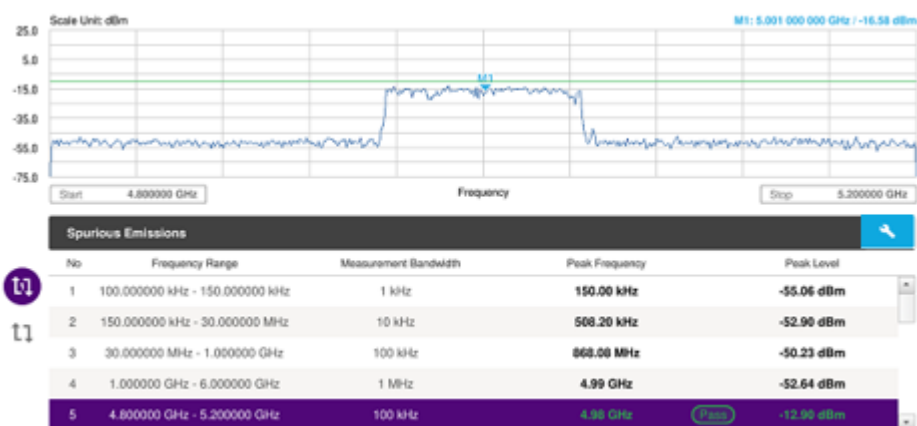 Scale Unit: dBm M1: 5.001 000 000 GHz / -16.58 dBm
25.0
5.0
M1
-15.0
-35.0
-55.0
-75.0
Start 4.800000 GHz Frequency Stop 5.200000 GHz
Spurious Emissions
No Frequency Range Measurement Bandwidth Peak Frequency Peak Level
1 100.000000 kHz - 150.000000 kHz 1 kHz 150.00 kHz -55.06 dBm
2 150.000000 kHz - 30.000000 MHz 10 kHz 508.20 kHz -52.90 dBm
3 30.000000 MHz - 1.000000 GHz 100 kHz 868.08 MHz -50.23 dBm
4 1.000000 GHz - 6.000000 GHz 1 MHz 4.99 GHz -52.64 dBm
5 4.800000 GHz - 5.200000 GHz 100 kHz 4.98 GHz Pass -12.90 dBm